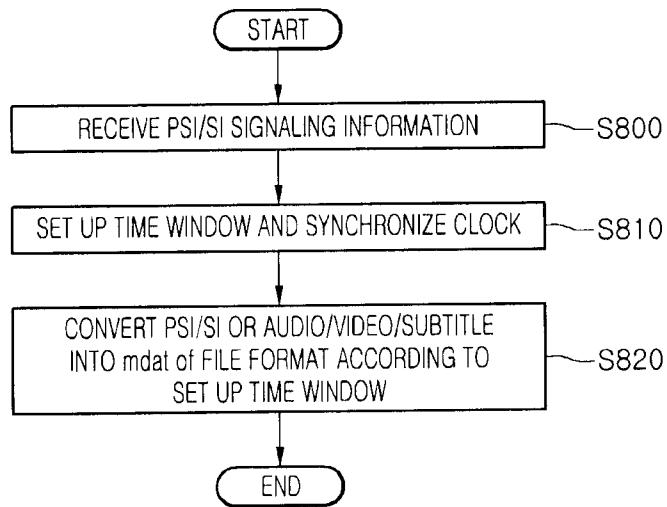 START
RECEIVE PSI/SI SIGNALING INFORMATION
S800
SET UP TIME WINDOW AND SYNCHRONIZE CLOCK
S810
CONVERT PSI/SI OR AUDIO/VIDEO/SUBTITLE
INTO mdat of FILE FORMAT ACCORDING TO
SET UP TIME WINDOW
S820
END